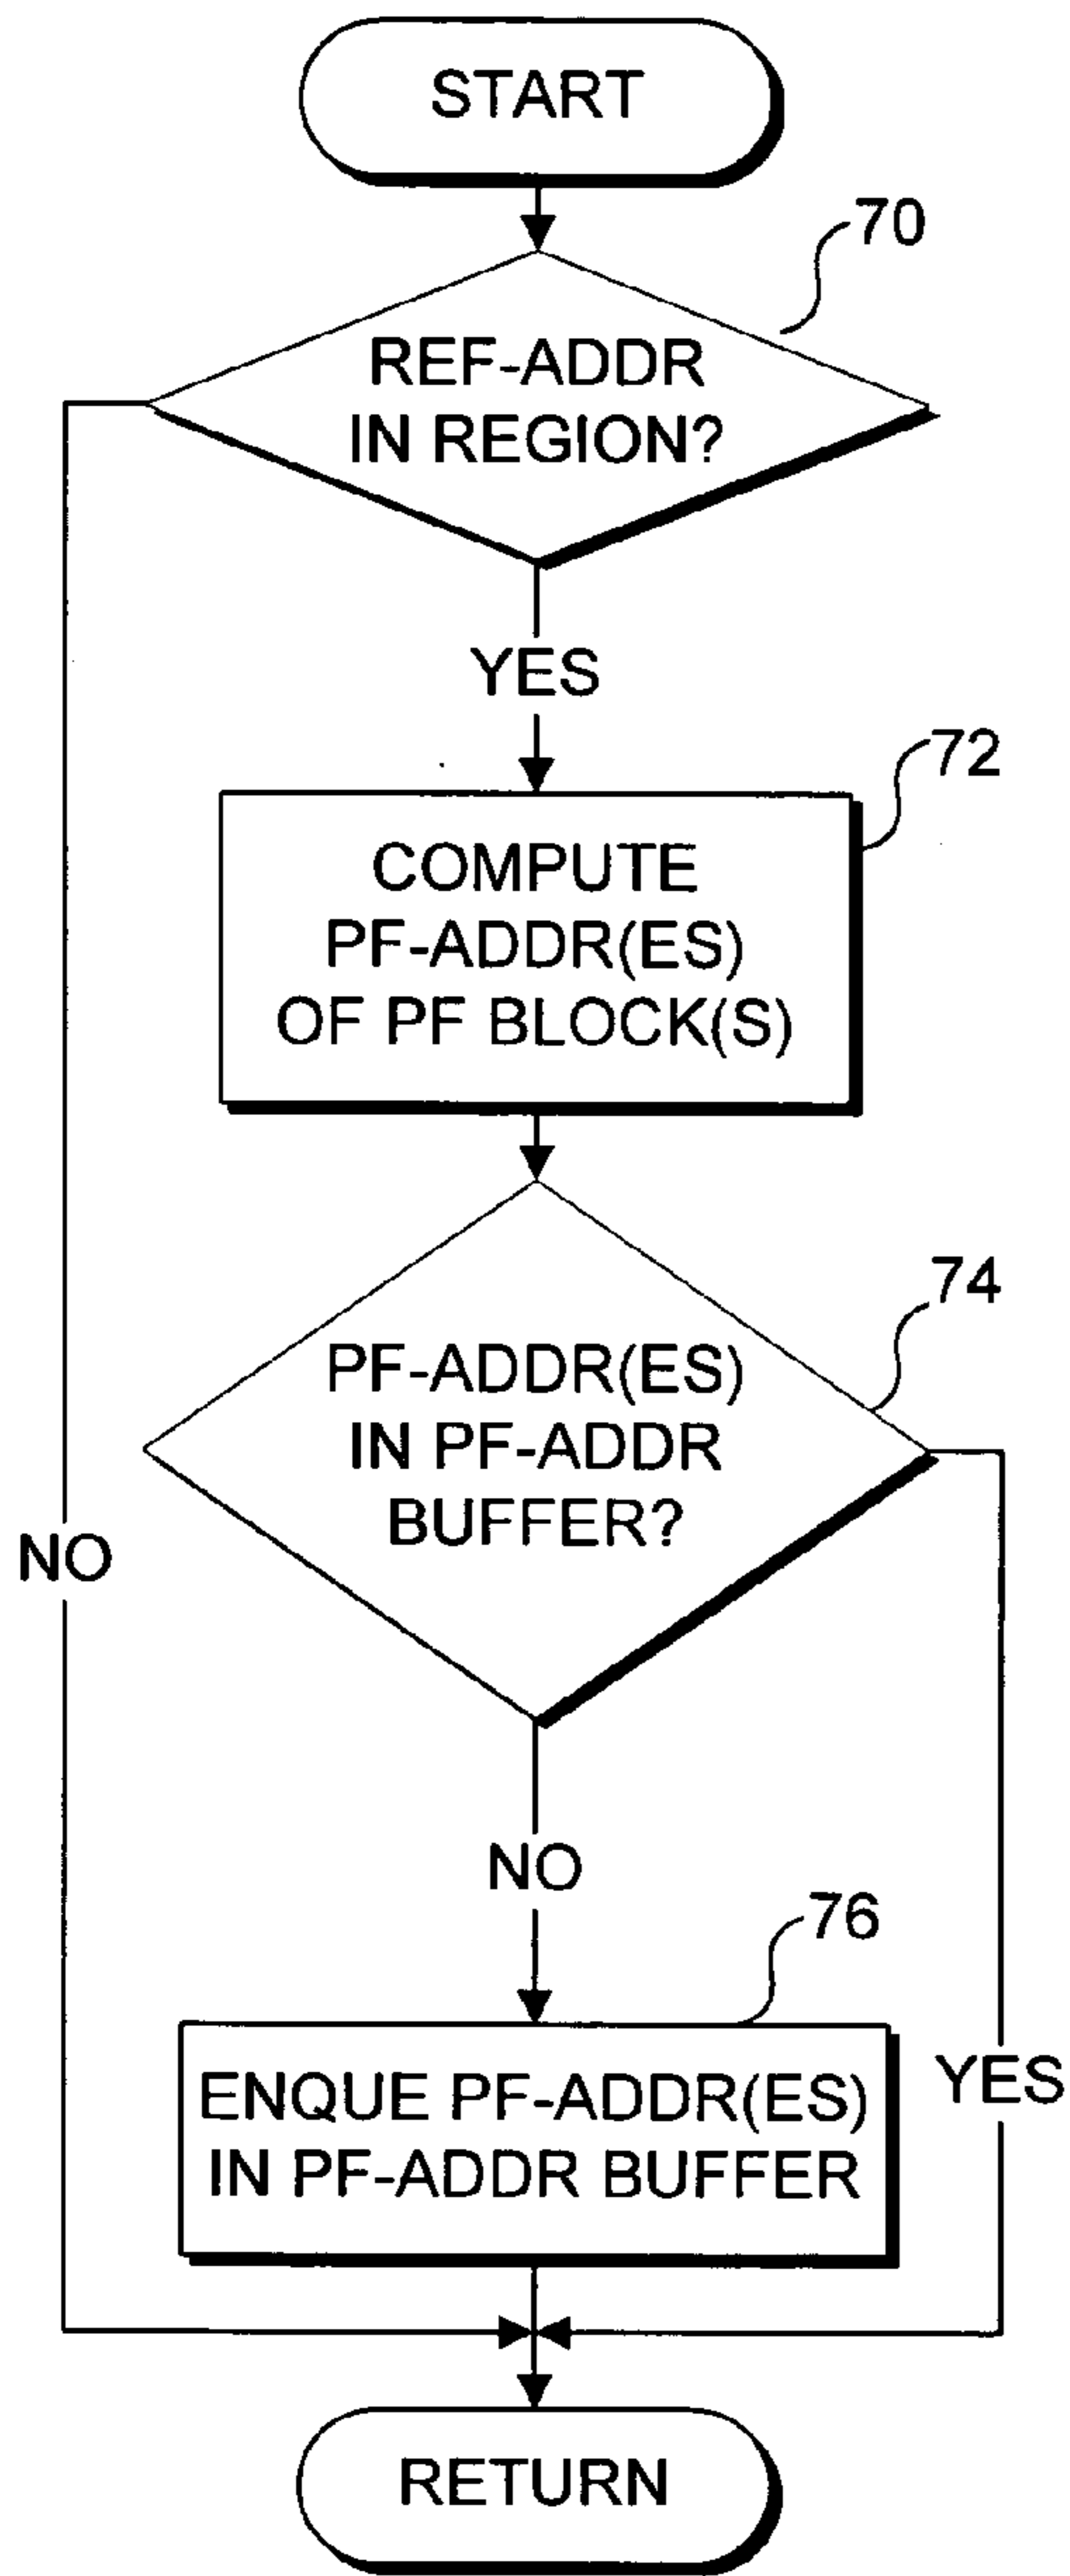 START
70
REF-ADDR
IN REGION?
YES
72
COMPUTE
PF-ADDR(ES)
OF PF BLOCK(S)
74
PF-ADDR(ES)
IN PF-ADDR
BUFFER?
NO
NO
76
ENQUE PF-ADDR(ES)
IN PF-ADDR BUFFER
YES
RETURN